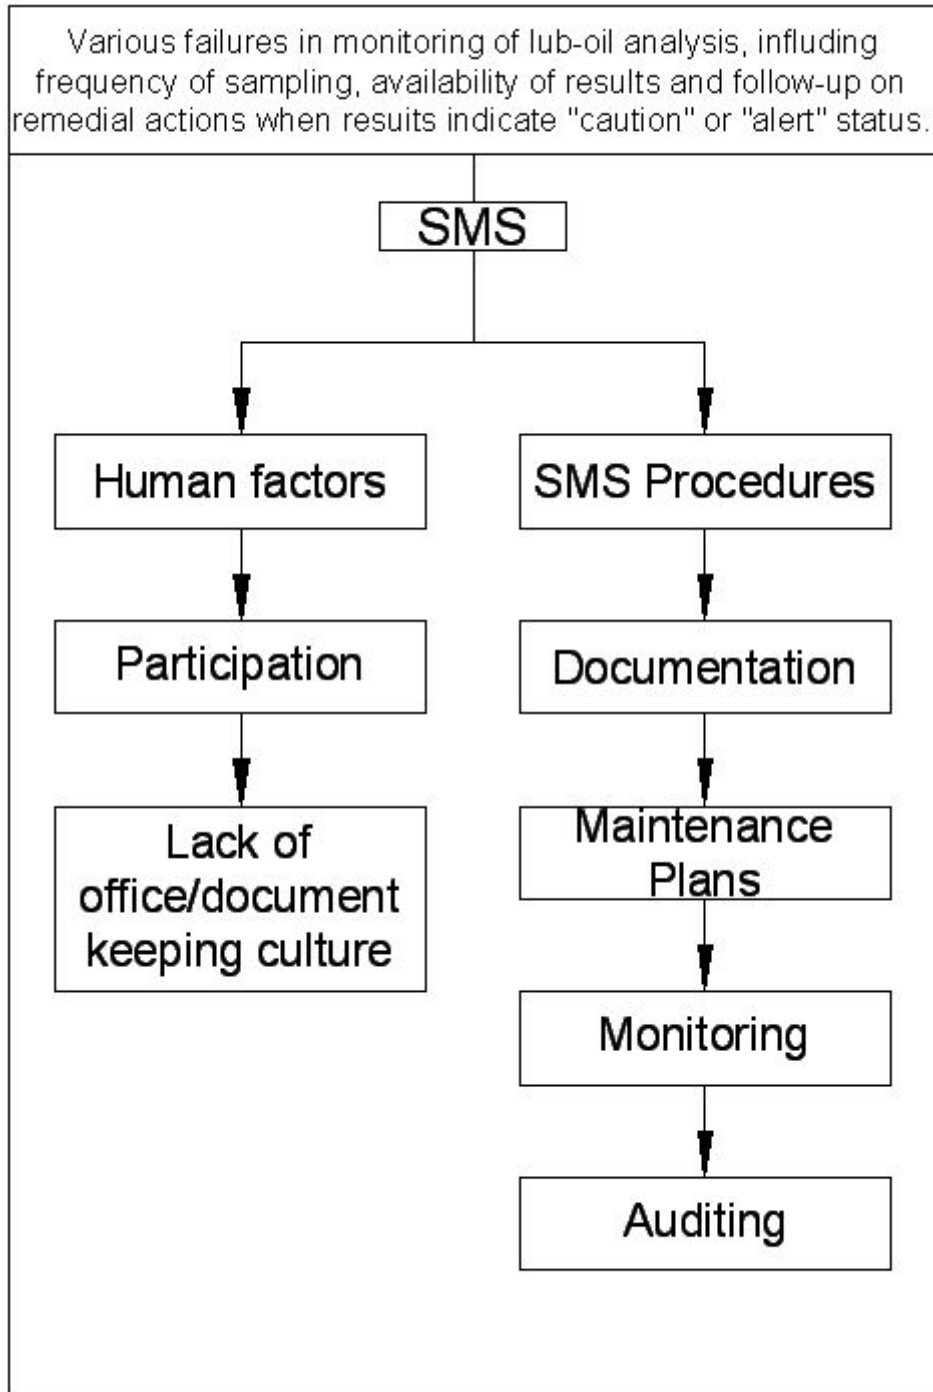 Various failures in monitoring of lub-oil analysis, influding
frequency of sampling, availability of results and follow-up on
remedial actions when resuits indicate "caution" or "alert" status.
SMS
Human factors
SMS Procedures
Participation
Documentation
Lack of
office/document
keeping culture
Maintenance
Plans
Monitoring
Auditing